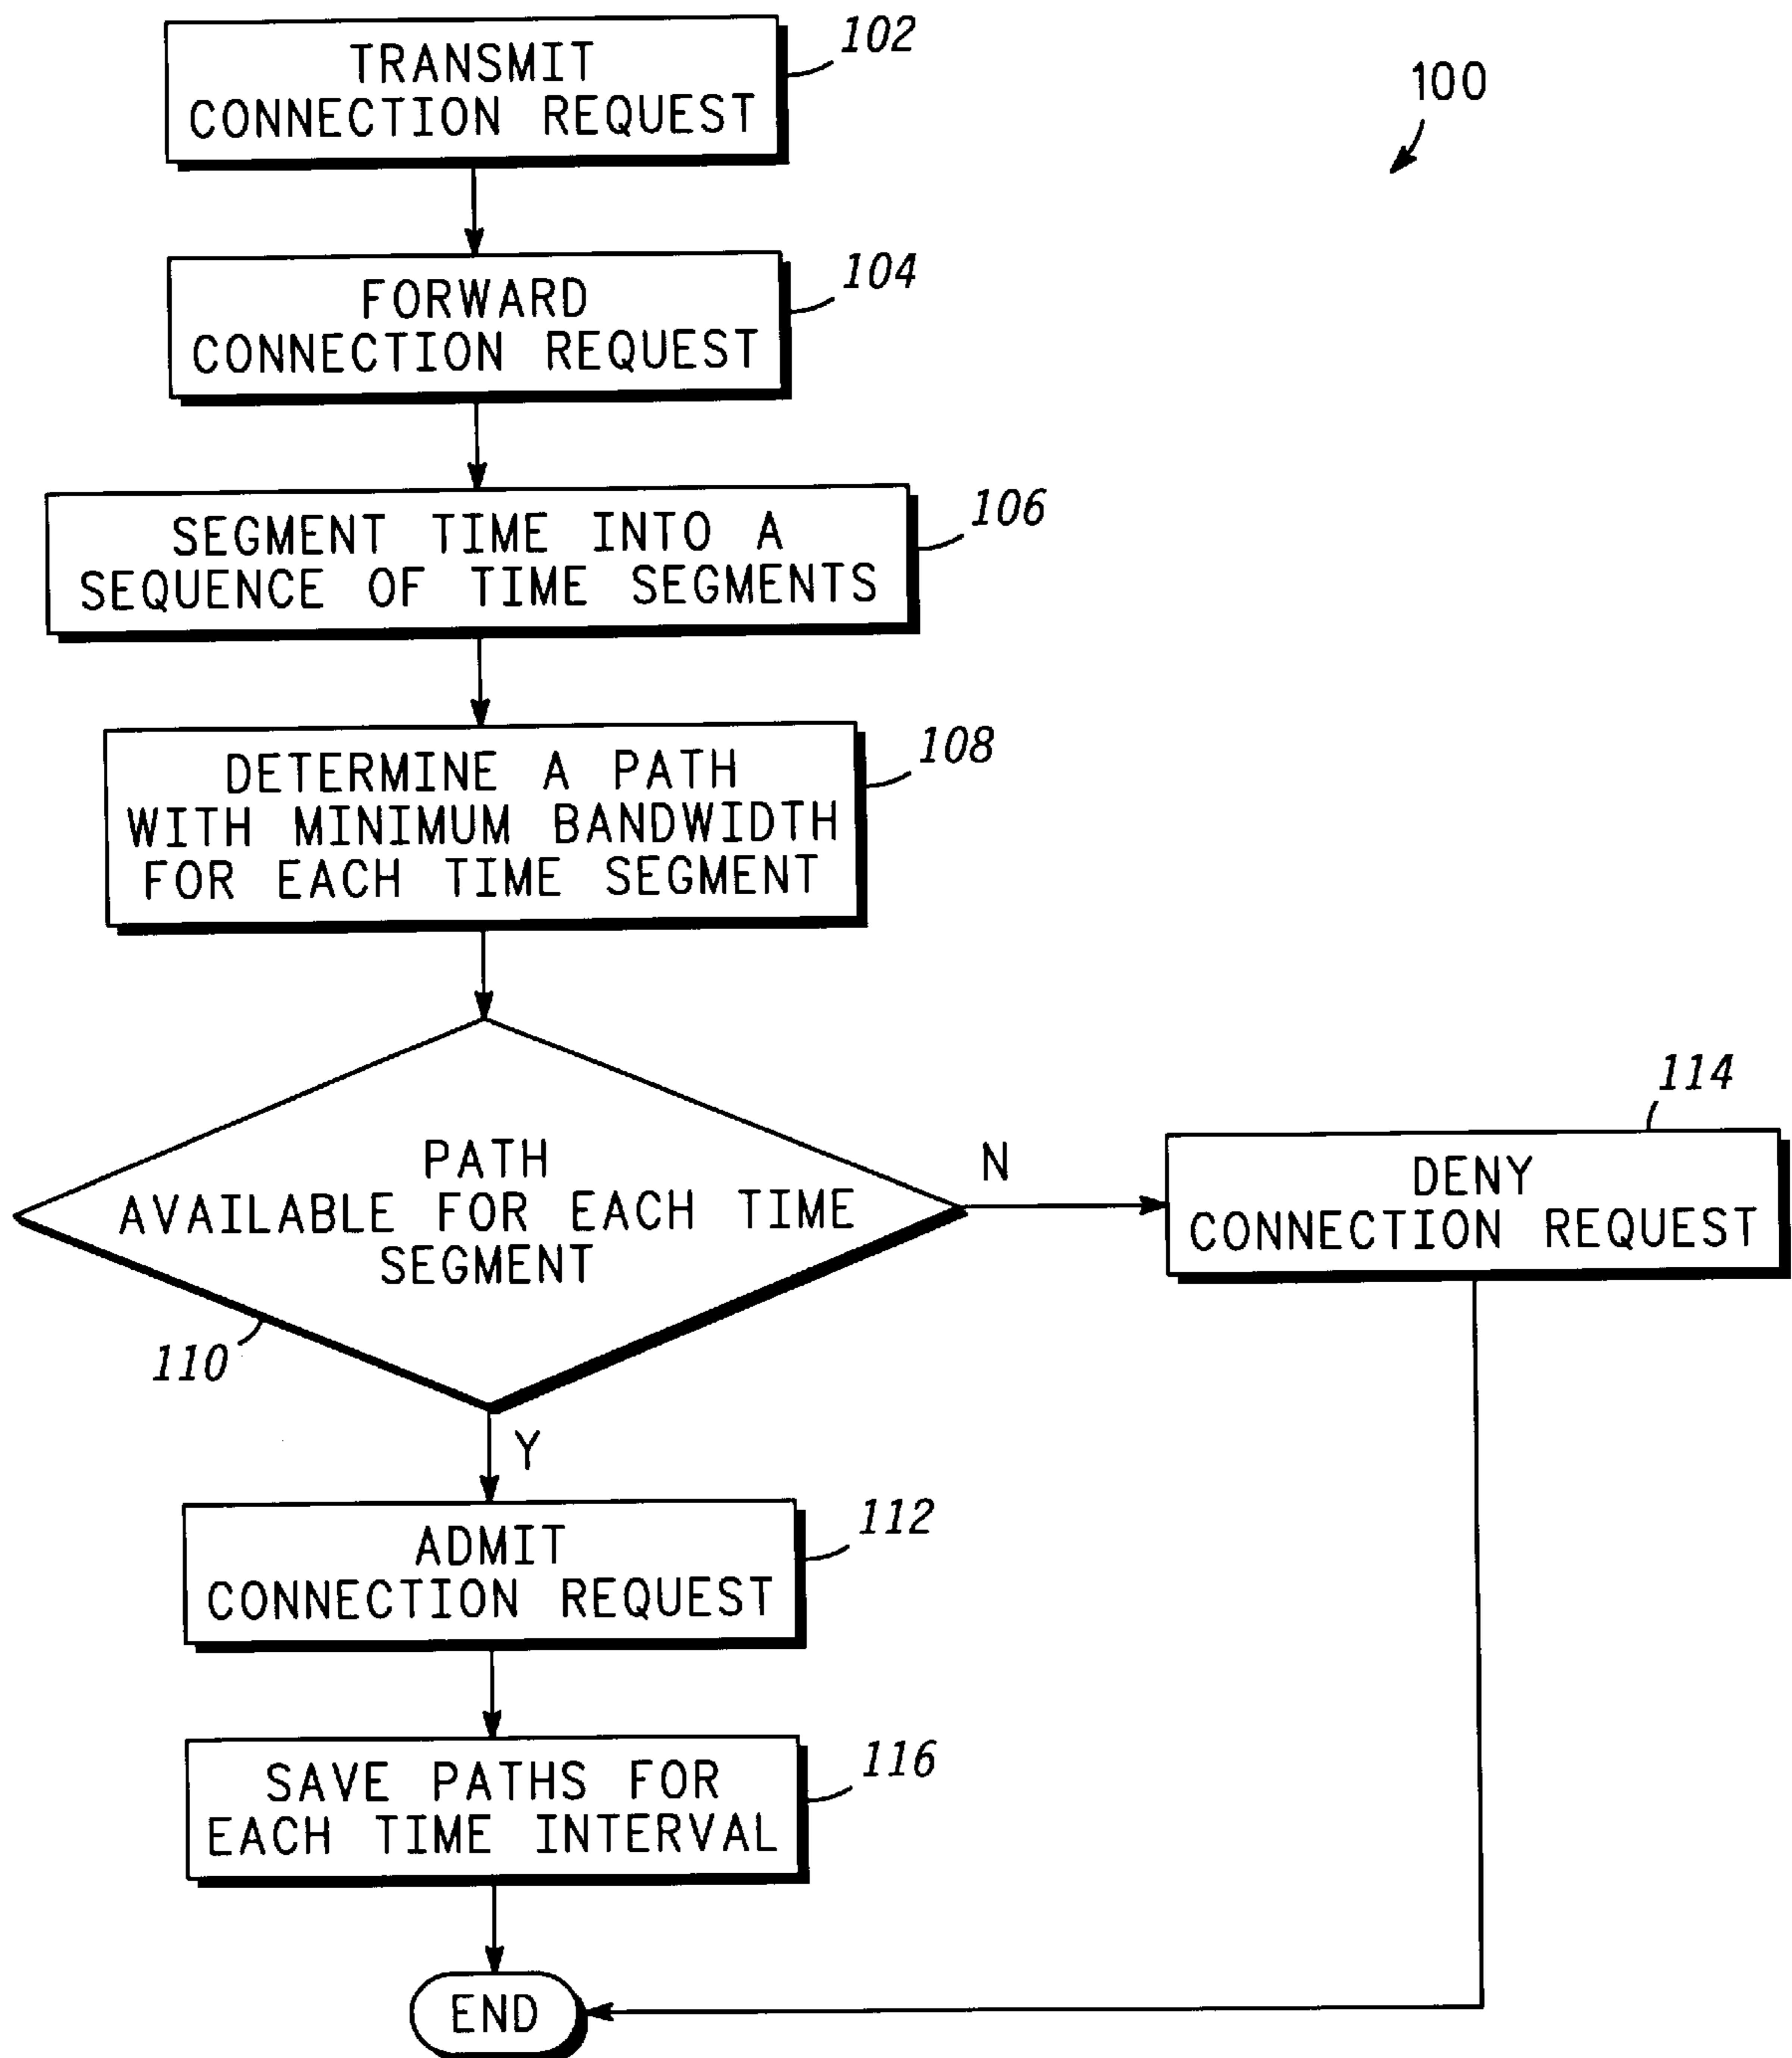 TRANSMIT
CONNECTION REQUEST
102
100
FORWARD
CONNECTION REQUEST
104
SEGMENT TIME INTO A
SEQUENCE OF TIME SEGMENTS
106
DETERMINE A PATH
WITH MINIMUM BANDWIDTH
FOR EACH TIME SEGMENT
108
PATH
AVAILABLE FOR EACH TIME
SEGMENT
110
N
114
DENY
CONNECTION REQUEST
Y
ADMIT
CONNECTION REQUEST
112
SAVE PATHS FOR
EACH TIME INTERVAL
116
END